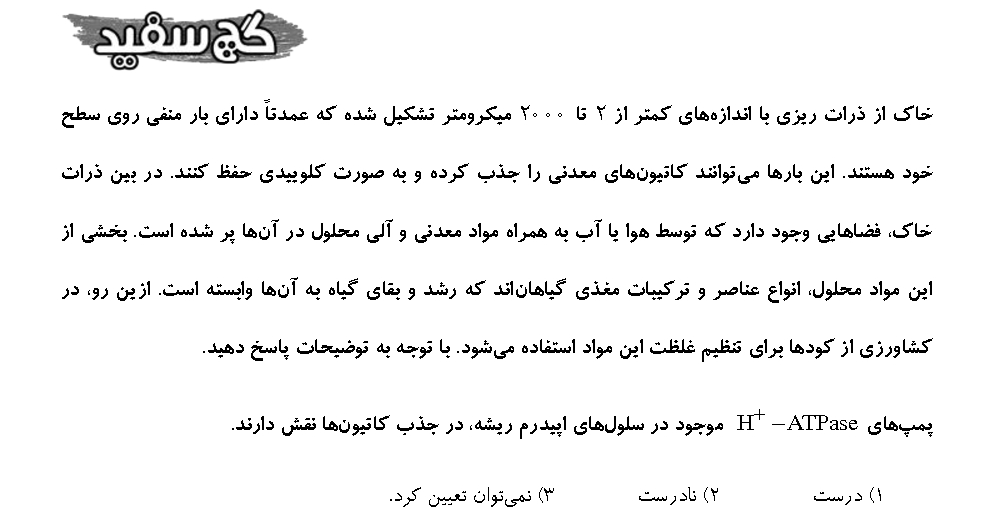 گچ سفید
خاک از ذرات ریزی با اندازه‌های کمتر از ۲ تا ۲۰۰۰ میکرومتر تشکیل شده که عمدتاً دارای بار منفی روی سطح
خود هستند. این بارها می‌توانند کاتیون‌های معدنی را جذب کرده و به صورت کلوییدی حفظ کنند. در بین ذرات
خاک، فضاهایی وجود دارد که توسط هوا یا آب به همراه مواد معدنی و آلی محلول در آن‌ها پر شده است. بخشی از
این مواد محلول، انواع عناصر و ترکیبات مغذی گیاهان‌اند که رشد و بقای گیاه به آن‌ها وابسته است. ازین رو، در
کشاورزی از کودها برای تنظیم غلظت این مواد استفاده می‌شود. با توجه به توضیحات پاسخ دهید.
پمپ‌های H⁺ −ATPase موجود در سلول‌های اپیدرم ریشه، در جذب کاتیون‌ها نقش دارند.
۱) درست ۲) نادرست ۳) نمی‌توان تعیین کرد.